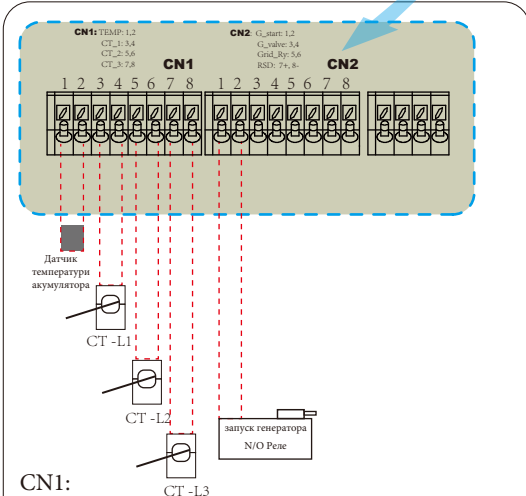 CN1: TEMP: 1,2
CT_1: 3,4
CT_2: 5,6
CT_3: 7,8
CN1
CN2: G_start: 1,2
G_valve: 3,4
Grid_Ry: 5,6
RSD: 7+, 8-
CN2
1 2 3 4 5 6 7 8
1 2 3 4 5 6 7 8
Датчик
температури
акумулятора
CT -L1
CT -L2
CT -L3
запуск генератора
N/O Реле
CN1: